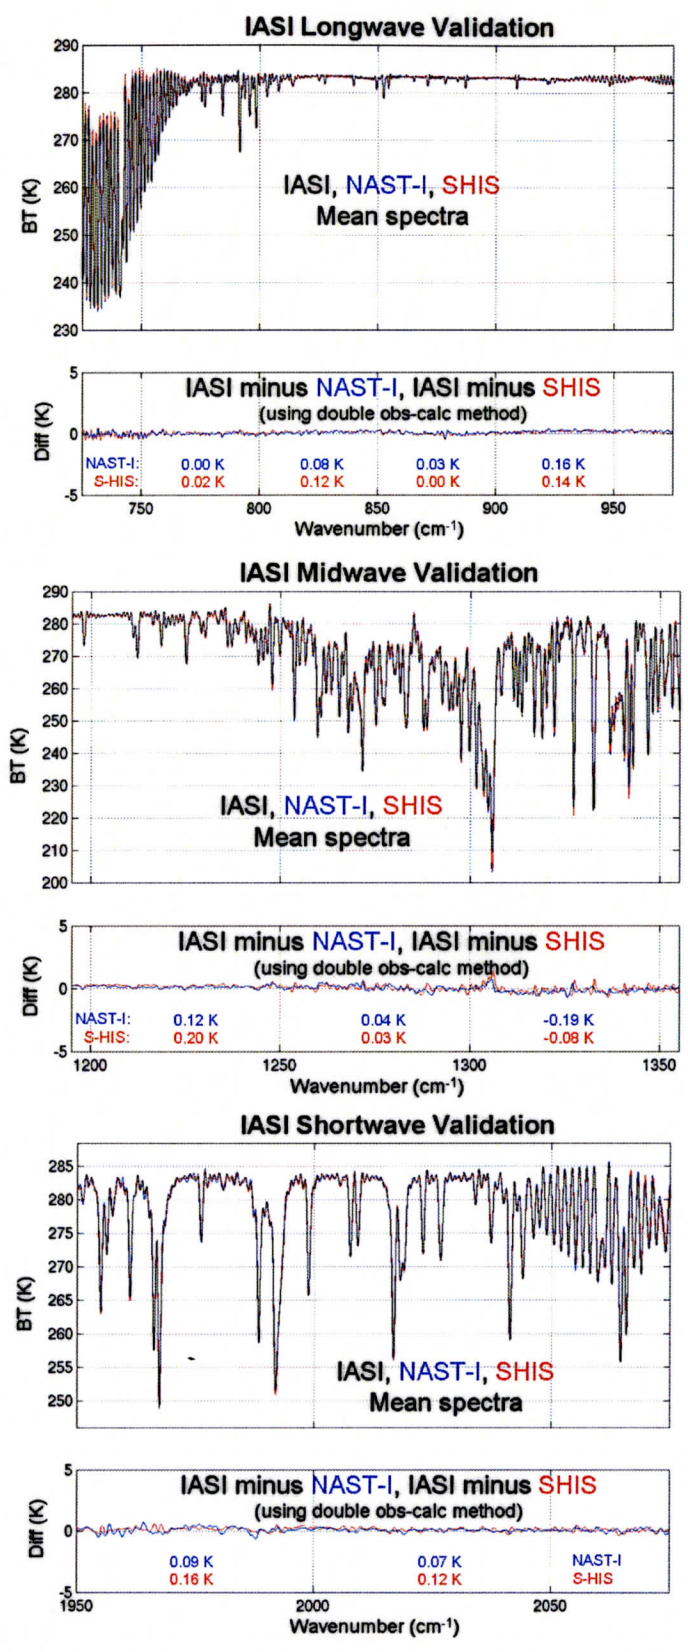 IASI Longwave Validation
290
280
270
260
250
240
230
BT (K)
IASI, NAST-I, SHIS
Mean spectra
5
0
-5
Diff (K)
IASI minus NAST-I, IASI minus SHIS
(using double obs-calc method)
NAST-I: 0.00 K 0.08 K 0.03 K 0.16 K
S-HIS: 0.02 K 0.12 K 0.00 K 0.14 K
750 800 850 900 950
Wavenumber (cm-1)
IASI Midwave Validation
290
280
270
260
250
240
230
220
210
200
BT (K)
IASI, NAST-I, SHIS
Mean spectra
5
0
-5
Diff (K)
IASI minus NAST-I, IASI minus SHIS
(using double obs-calc method)
NAST-I: 0.12 K 0.04 K -0.19 K
S-HIS: 0.20 K 0.03 K -0.08 K
1200 1250 1300 1350
Wavenumber (cm-1)
IASI Shortwave Validation
285
280
275
270
265
260
255
250
BT (K)
IASI, NAST-I, SHIS
Mean spectra
5
0
-5
Diff (K)
IASI minus NAST-I, IASI minus SHIS
(using double obs-calc method)
0.09 K 0.07 K NAST-I
0.16 K 0.12 K S-HIS
1950 2000 2050
Wavenumber (cm-1)